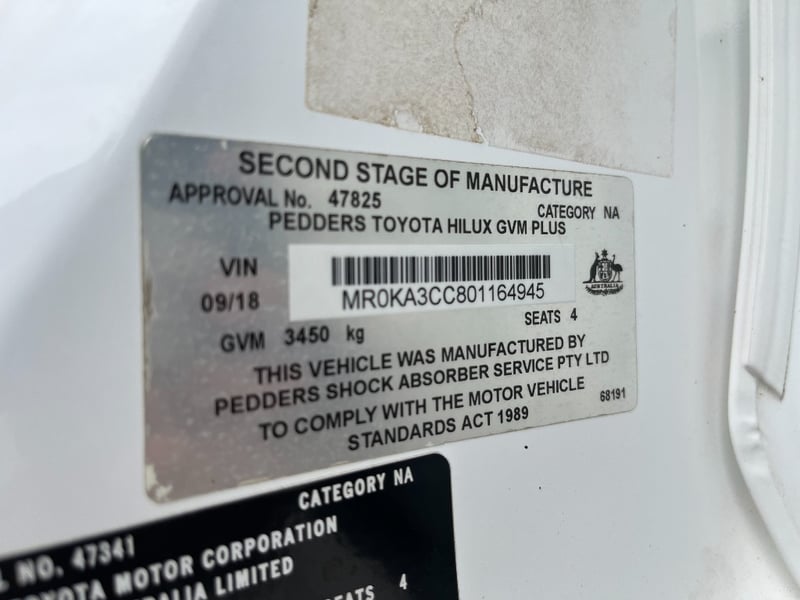 SECOND STAGE OF MANUFACTURE
APPROVAL No. 47825
CATEGORY NA
PEDDERS TOYOTA HILUX GVM PLUS
VIN
09/18
MR0KA3CC801164945
AUSTRALIA
SEATS 4
GVM 3450 kg
THIS VEHICLE WAS MANUFACTURED BY
PEDDERS SHOCK ABSORBER SERVICE PTY LTD
TO COMPLY WITH THE MOTOR VEHICLE
STANDARDS ACT 1989
68191
CATEGORY NA
NO. 47341
TOYOTA MOTOR CORPORATION
LIMITED
SEATS 4